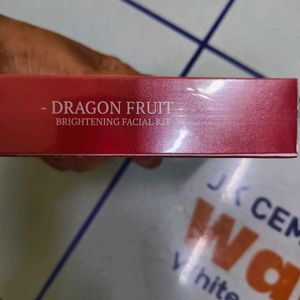 - DRAGON FRUIT -
BRIGHTENING FACIAL KIT
JK CEM
wa
White